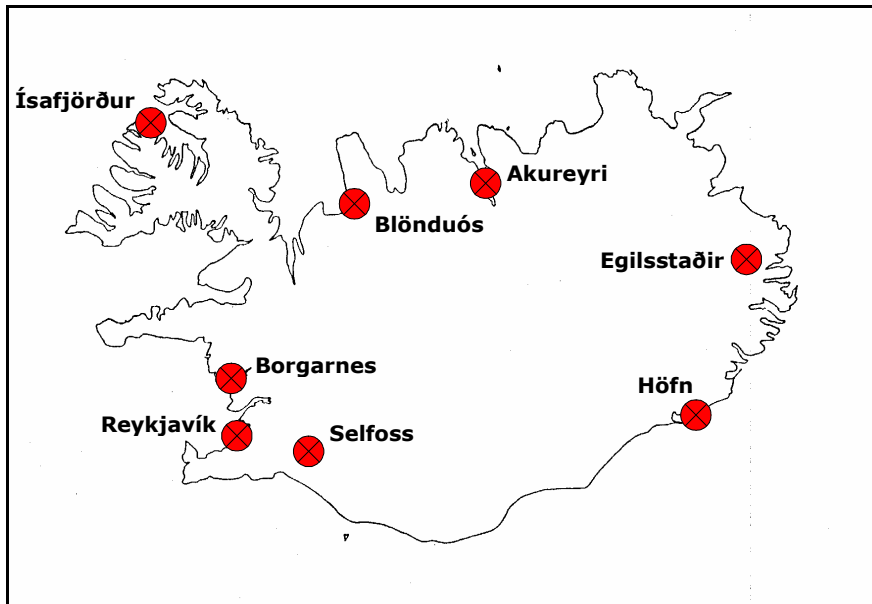 Ísafjörður
Akureyri
Blönduós
Egilsstaðir
Borgarnes
Höfn
Reykjavík
Selfoss